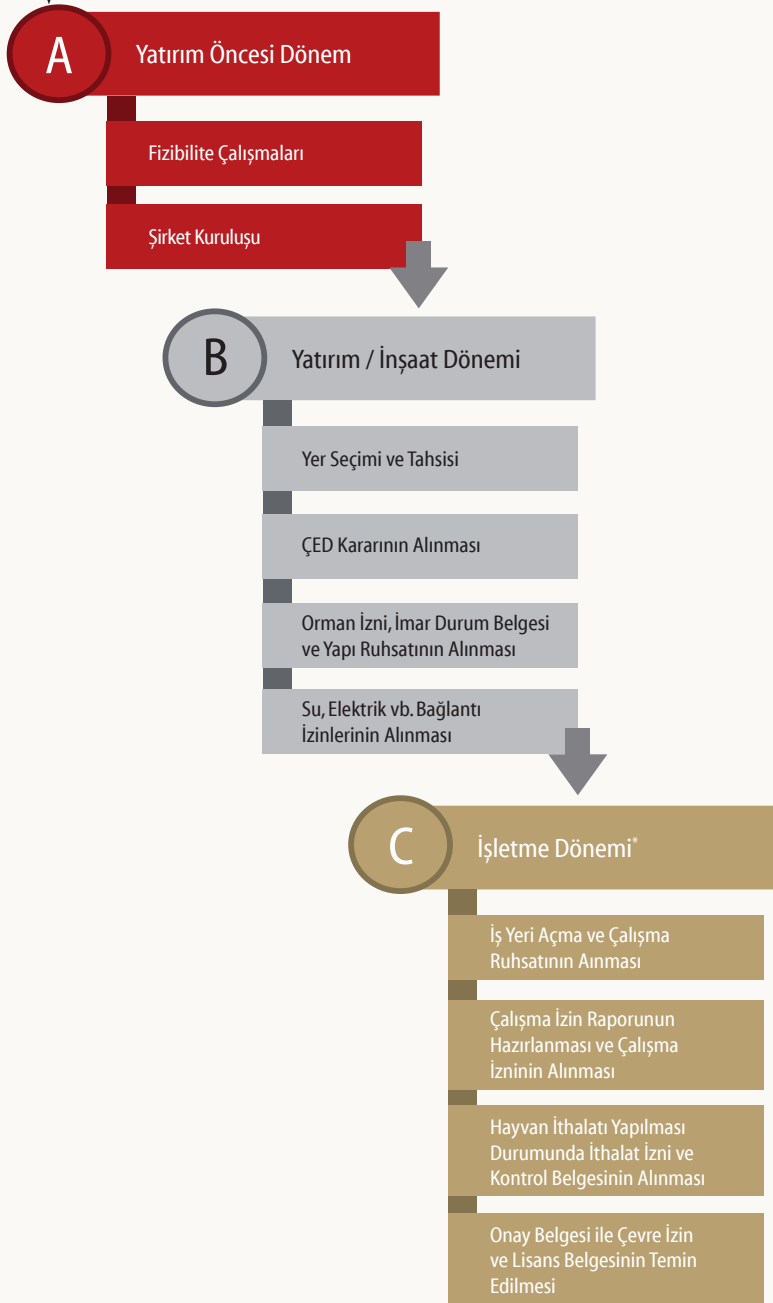 A
Yatırım Öncesi Dönem
Fizibilite Çalışmaları
Şirket Kuruluşu
B
Yatırım / İnşaat Dönemi
Yer Seçimi ve Tahsisi
ÇED Kararının Alınması
Orman İzni, İmar Durum Belgesi
ve Yapı Ruhsatının Alınması
Su, Elektrik vb. Bağlantı
İzinlerinin Alınması
C
İşletme Dönemi*
İş Yeri Açma ve Çalışma
Ruhsatının Aınması
Çalışma İzin Raporunun
Hazırlanması ve Çalışma
İzninin Alınması
Hayvan İthalatı Yapılması
Durumunda İthalat İzni ve
Kontrol Belgesinin Alınması
Onay Belgesi ile Çevre İzin
ve Lisans Belgesinin Temin
Edilmesi